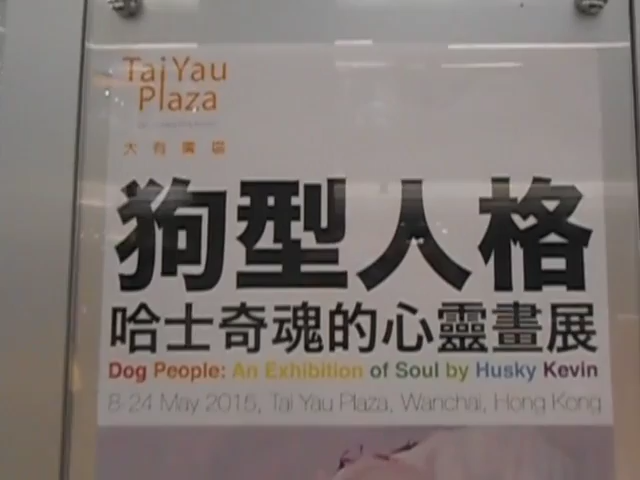 Tai Yau
Plaza
大有廣場
狗型人格
哈士奇魂的心靈畫展
Dog People: An Exhibition of Soul by Husky Kevin
8-24 May 2015, Tai Yau Plaza, Wanchai, Hong Kong